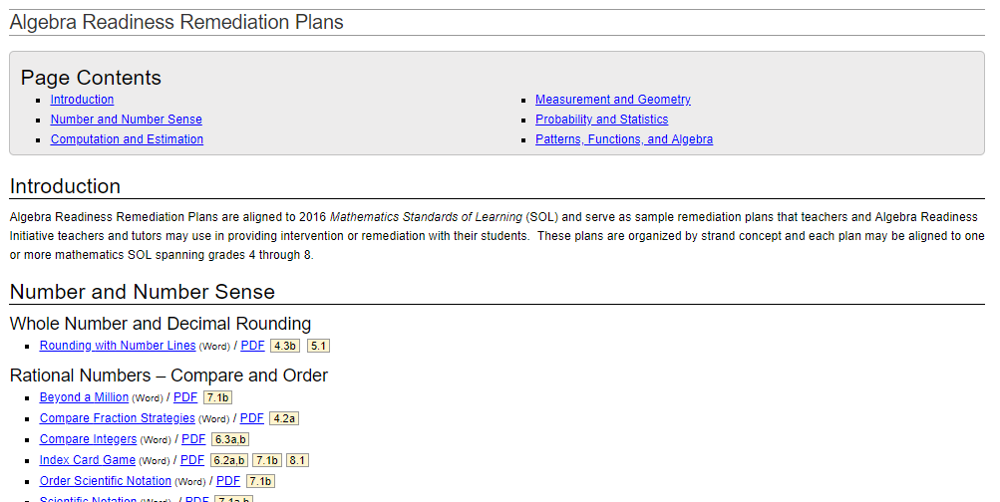 Algebra Readiness Remediation Plans
Page Contents
Introduction
Number and Number Sense
Computation and Estimation
Measurement and Geometry
Probability and Statistics
Patterns, Functions, and Algebra
Introduction
Algebra Readiness Remediation Plans are aligned to 2016 Mathematics Standards of Learning (SOL) and serve as sample remediation plans that teachers and Algebra Readiness
Initiative teachers and tutors may use in providing intervention or remediation with their students.  These plans are organized by strand concept and each plan may be aligned to one
or more mathematics SOL spanning grades 4 through 8.
Number and Number Sense
Whole Number and Decimal Rounding
Rounding with Number Lines (Word) / PDF 4.3b 5.1
Rational Numbers – Compare and Order
Beyond a Million (Word) / PDF 7.1b
Compare Fraction Strategies (Word) / PDF 4.2a
Compare Integers (Word) / PDF 6.3a,b
Index Card Game (Word) / PDF 6.2a,b 7.1b 8.1
Order Scientific Notation (Word) / PDF 7.1b
Scientific Notation (Word) / PDF 7.1a,b